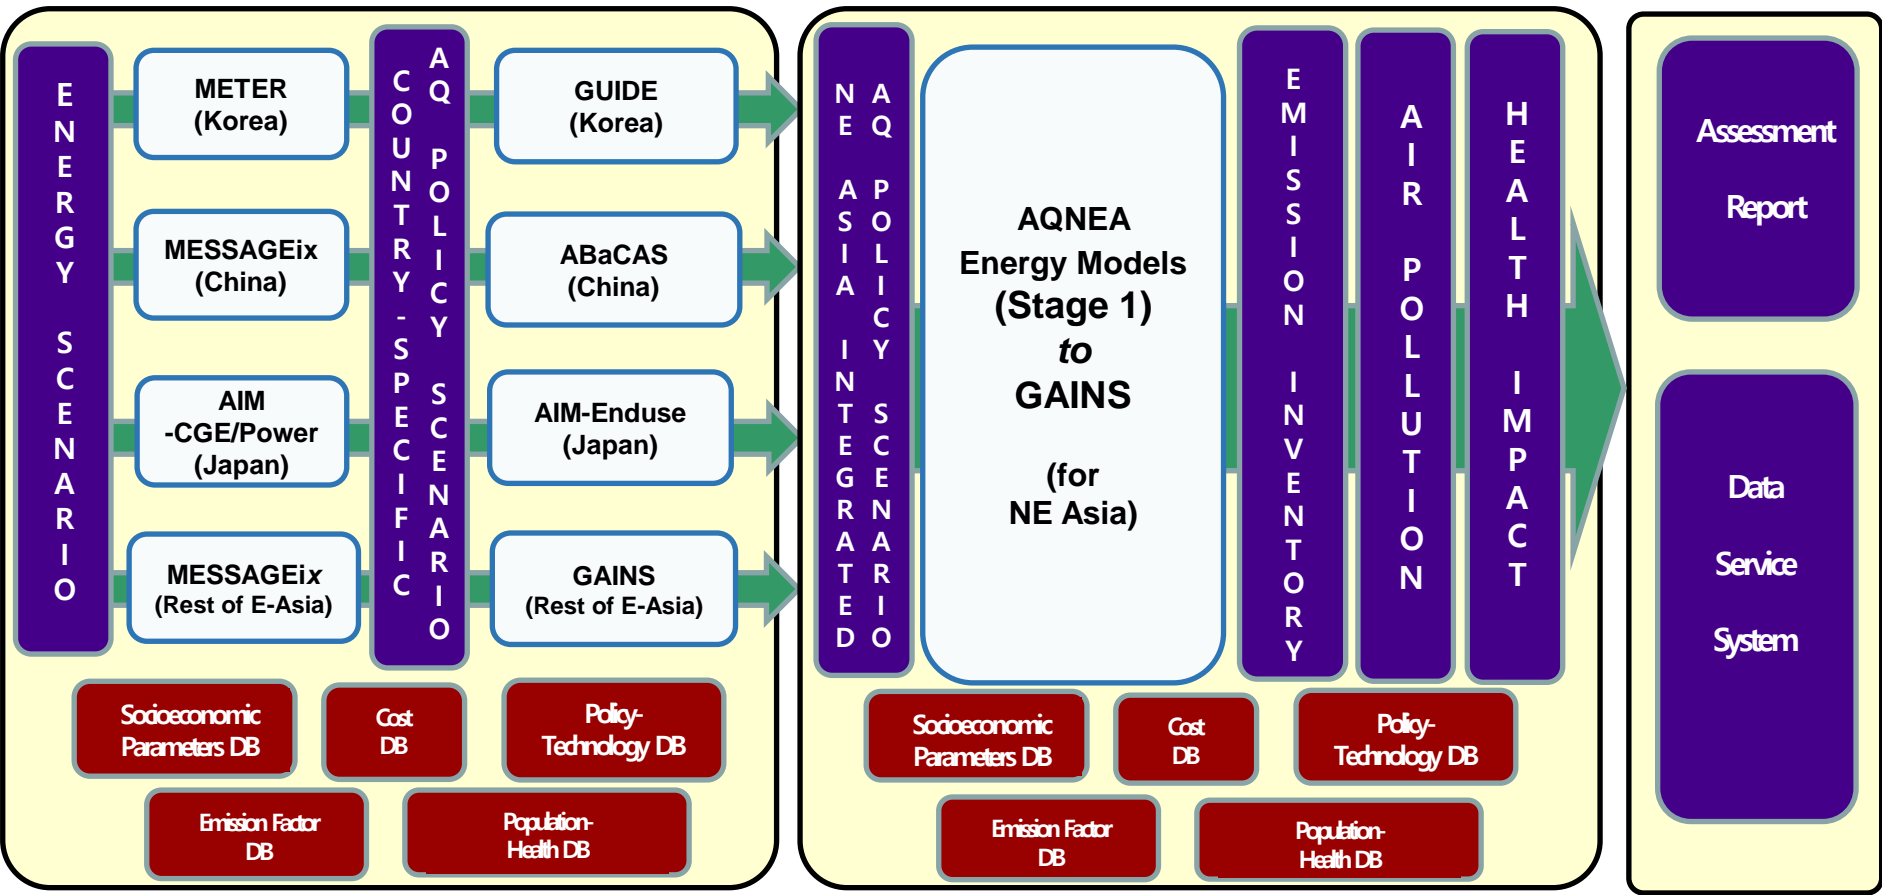 ENERGY SCENARIO
METER
(Korea)
MESSAGEix
(China)
AIM
-CGE/Power
(Japan)
MESSAGEix
(Rest of E-Asia)
COUNTRY-SPECIFIC
AQ POLICY SCENARIO
GUIDE
(Korea)
ABaCAS
(China)
AIM-Enduse
(Japan)
GAINS
(Rest of E-Asia)
Socioeconomic
Parameters DB
Cost
DB
Policy-
Technology DB
Emission Factor
DB
Population-
Health DB
NE ASIA INTEGRATED
AQ POLICY SCENARIO
AQNEA
Energy Models
(Stage 1)
to
GAINS
(for
NE Asia)
EMISSION INVENTORY
AIR POLLUTION
HEALTH IMPACT
Socioeconomic
Parameters DB
Cost
DB
Policy-
Technology DB
Emission Factor
DB
Population-
Health DB
Assessment
Report
Data
Service
System